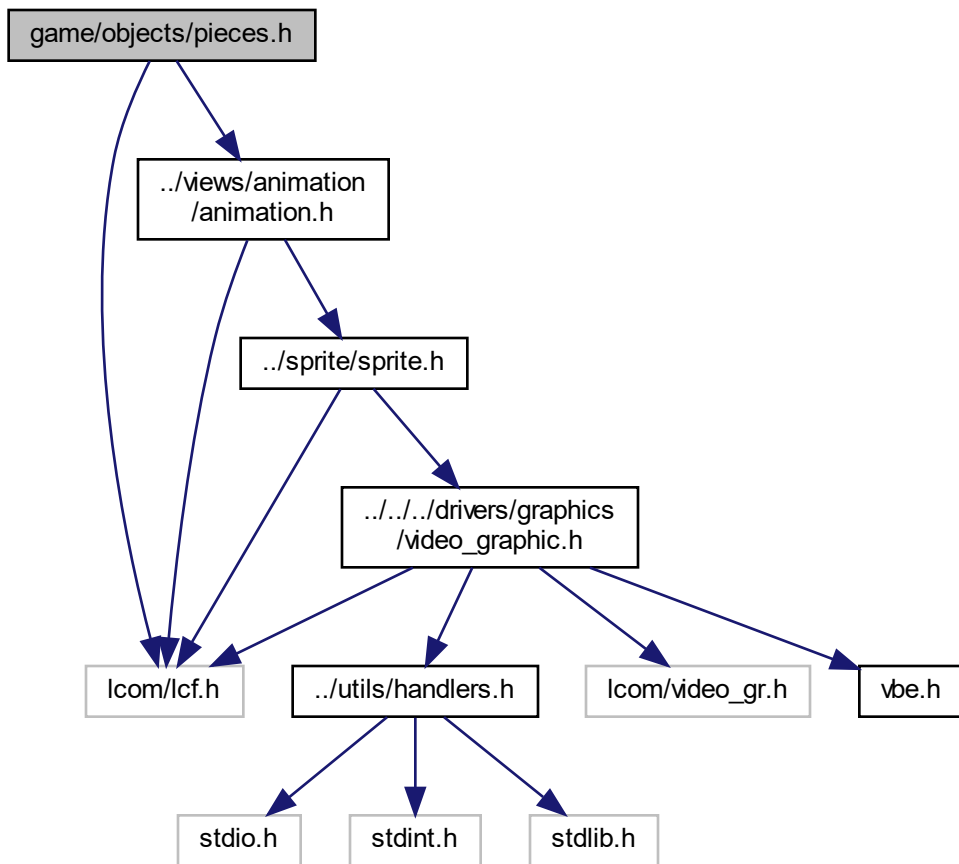 game/objects/pieces.h
../views/animation
/animation.h
../sprite/sprite.h
../../../drivers/graphics
/video_graphic.h
lcom/lcf.h
../utils/handlers.h
lcom/video_gr.h
vbe.h
stdio.h
stdint.h
stdlib.h